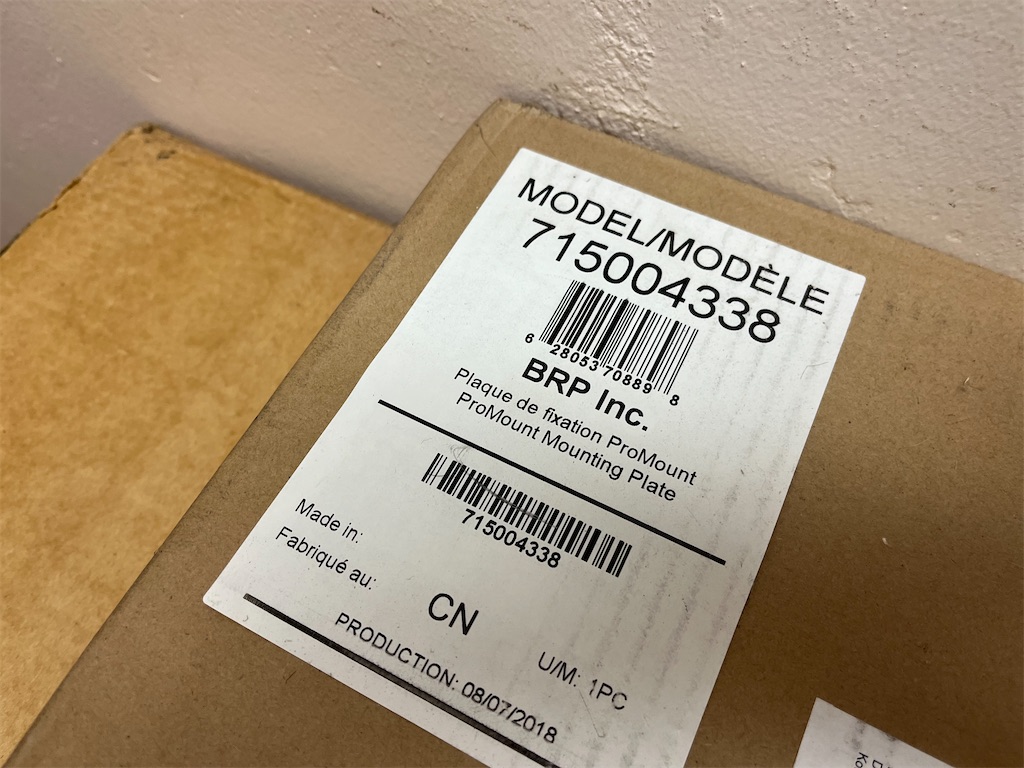 MODEL/MODÈLE
715004338
6 28053 70889 8
BRP Inc.
Plaque de fixation ProMount
ProMount Mounting Plate
715004338
Made in:
Fabriqué au:
CN
U/M: 1PC
PRODUCTION: 08/07/2018